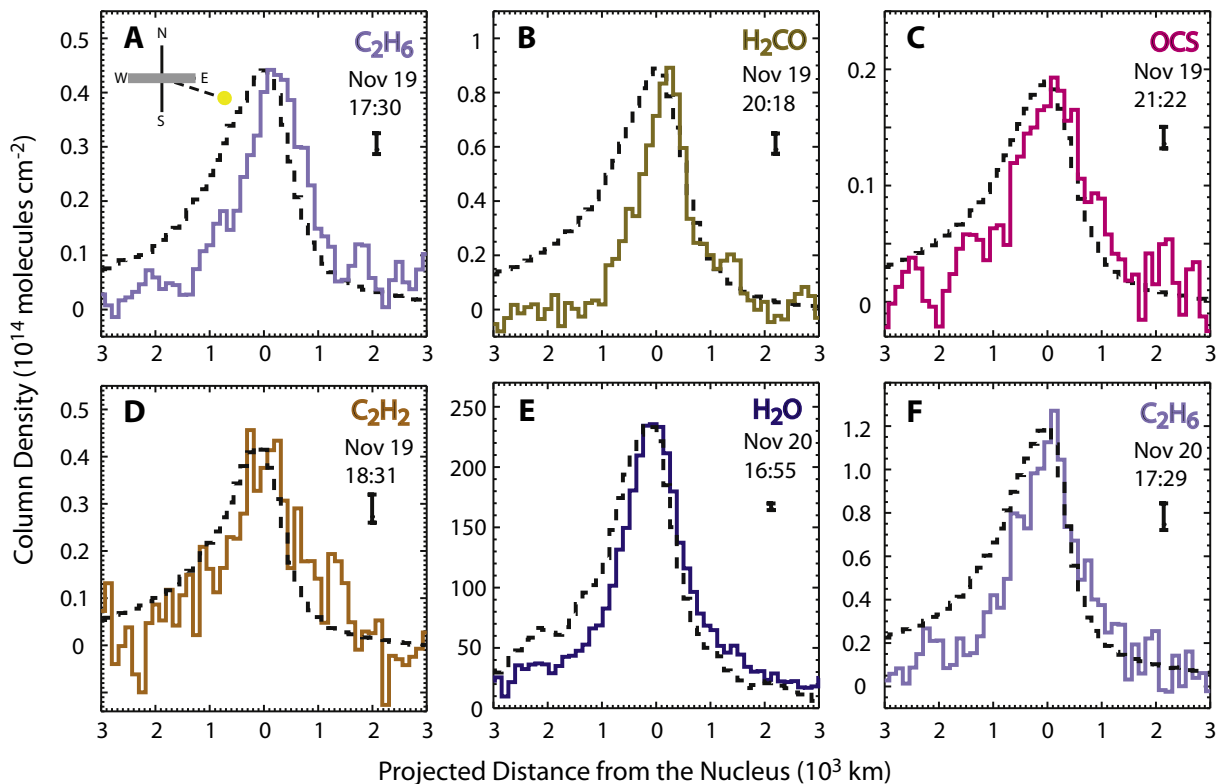 Column Density (10¹⁴ molecules cm⁻²)
A
N
W E
S
C₂H₆
Nov 19
17:30
0.5
0.4
0.3
0.2
0.1
0
3 2 1 0 1 2 3
B
H₂CO
Nov 19
20:18
1
0.8
0.6
0.4
0.2
0
3 2 1 0 1 2 3
C
OCS
Nov 19
21:22
0.2
0.1
0
3 2 1 0 1 2 3
D
C₂H₂
Nov 19
18:31
0.5
0.4
0.3
0.2
0.1
0
3 2 1 0 1 2 3
E
H₂O
Nov 20
16:55
250
200
150
100
50
0
3 2 1 0 1 2 3
F
C₂H₆
Nov 20
17:29
1.2
1.0
0.8
0.6
0.4
0.2
0
3 2 1 0 1 2 3
Projected Distance from the Nucleus (10³ km)